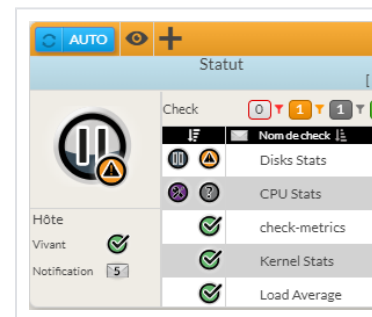 AUTO
Statut
[
Check 0 1 1
Nom de check
Disks Stats
? CPU Stats
Hôte
check-metrics
Vivant
Kernel Stats
Notification 5
Load Average